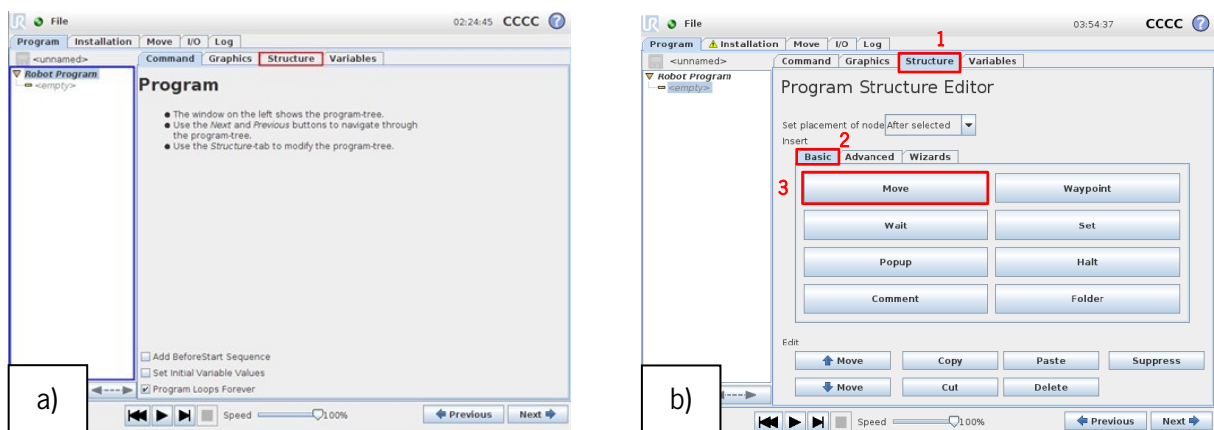 File 02:24:45 CCCC ?
Program Installation Move I/O Log
<unnamed> Command Graphics Structure Variables
Robot Program
<empty>
Program
The window on the left shows the program-tree.
Use the Next and Previous buttons to navigate through
the program-tree.
Use the Structure-tab to modify the program-tree.
Add BeforeStart Sequence
Set Initial Variable Values
Program Loops Forever
a)
Speed 100% Previous Next
File 03:54:37 CCCC ?
1
Program Installation Move I/O Log
<unnamed> Command Graphics Structure Variables
Robot Program
<empty>
Program Structure Editor
Set placement of node After selected
Insert
2
Basic Advanced Wizards
3
Move Waypoint
Wait Set
Popup Halt
Comment Folder
Edit
Move Copy Paste Suppress
Move Cut Delete
b)
Speed 100% Previous Next